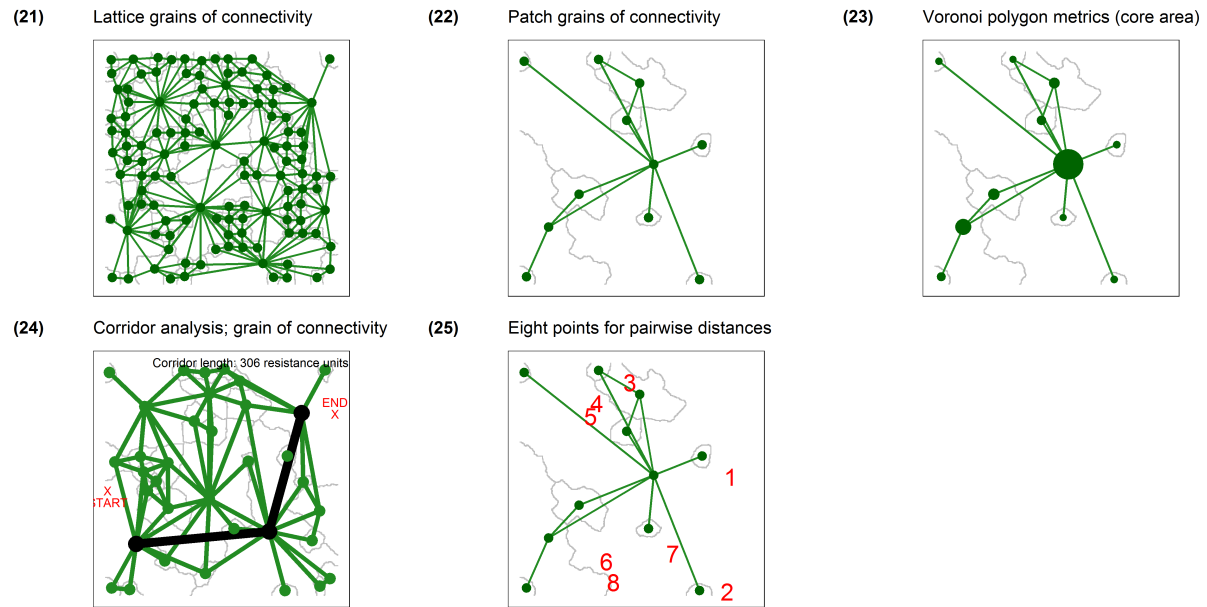 (21) Lattice grains of connectivity
(22) Patch grains of connectivity
(23) Voronoi polygon metrics (core area)
(24) Corridor analysis; grain of connectivity
Corridor length: 306 resistance units
END
X
X
START
(25) Eight points for pairwise distances
3
4
5
1
7
6
8
2